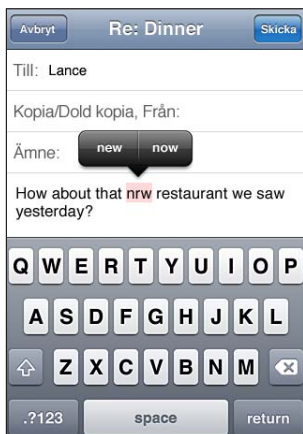 Avbryt Re: Dinner Skicka
Till: Lance
Kopia/Dold kopia, Från:
Ämne:
new now
How about that nrw restaurant we saw
yesterday?
Q W E R T Y U I O P
A S D F G H J K L
Z X C V B N M
.?123 space return